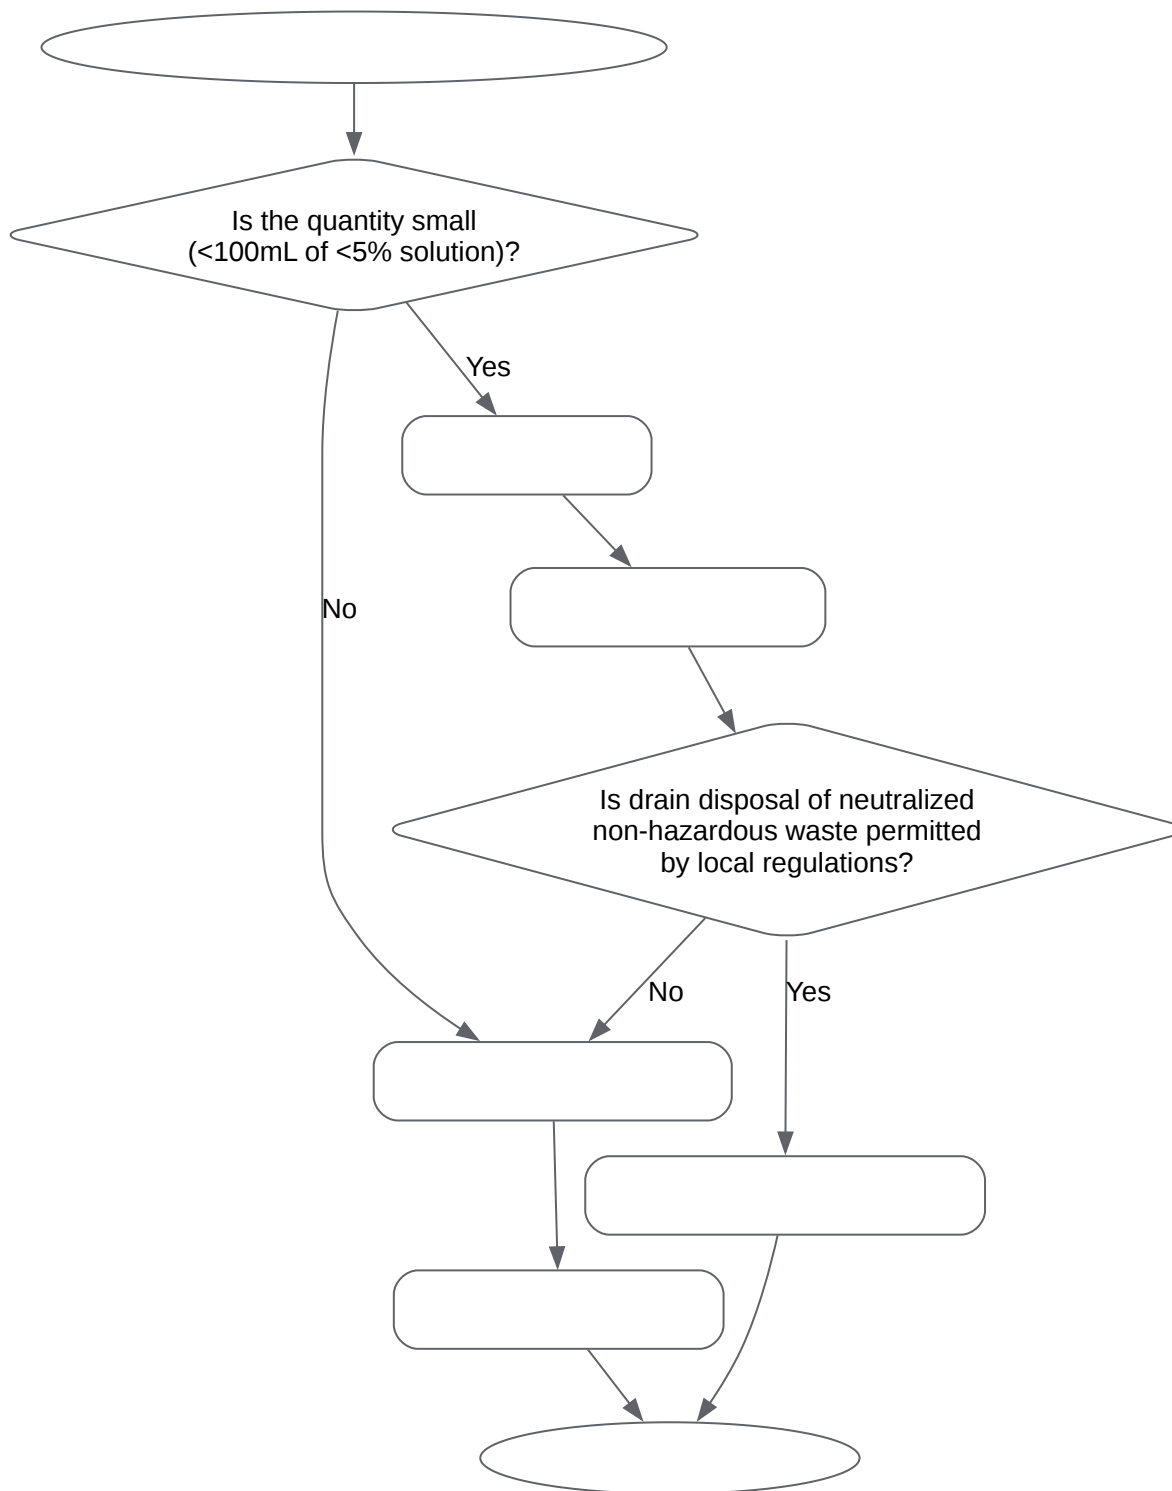 Is the quantity small
(<100mL of <5% solution)?
Yes
No
Is drain disposal of neutralized
non-hazardous waste permitted
by local regulations?
No
Yes